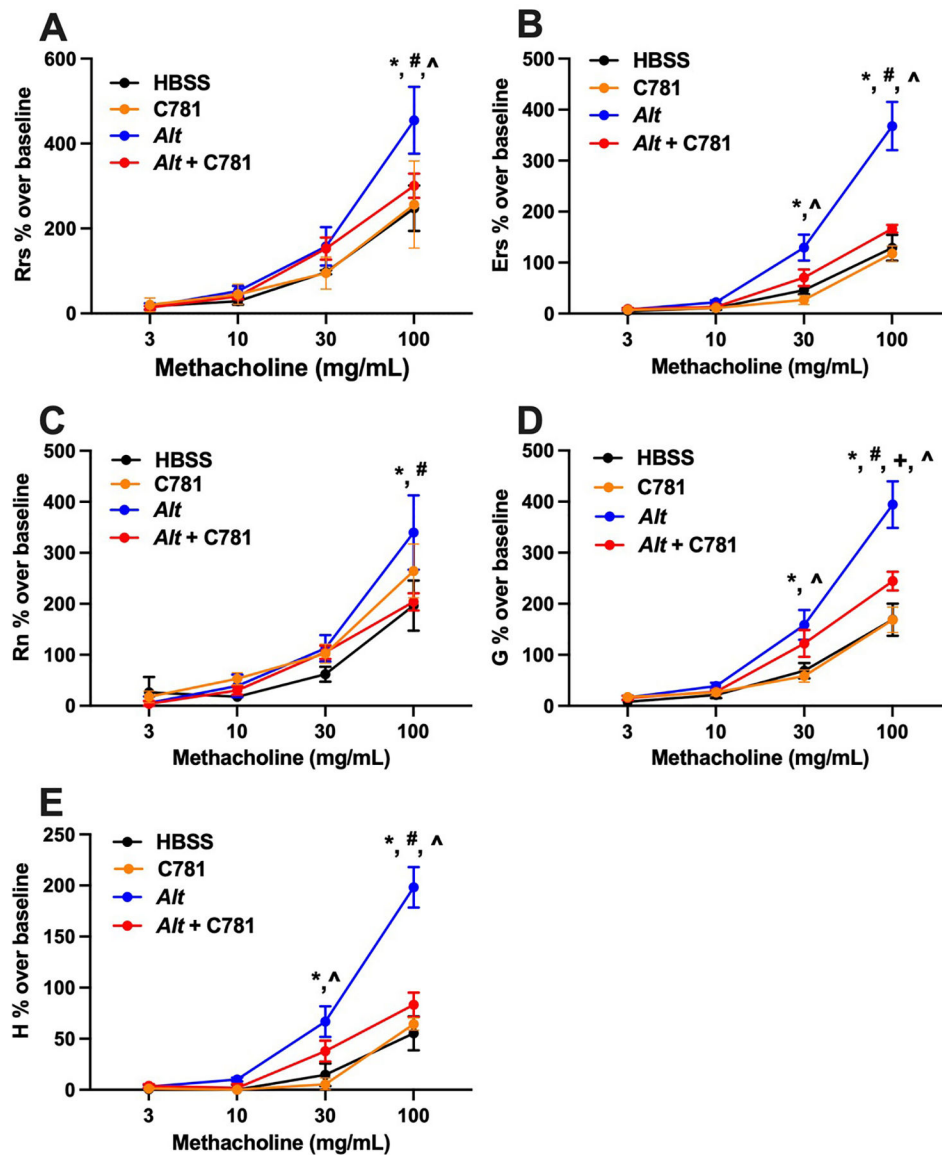 A
600
400
200
0
Rrs % over baseline
HBSS
C781
Alt
Alt + C781
*, #, ^
3 10 30 100
Methacholine (mg/mL)
B
500
400
300
200
100
0
Ers % over baseline
HBSS
C781
Alt
Alt + C781
*, ^
*, #, ^
3 10 30 100
Methacholine (mg/mL)
C
500
400
300
200
100
0
Rn % over baseline
HBSS
C781
Alt
Alt + C781
*, #
3 10 30 100
Methacholine (mg/mL)
D
500
400
300
200
100
0
G % over baseline
HBSS
C781
Alt
Alt + C781
*, ^
*, #, +, ^
3 10 30 100
Methacholine (mg/mL)
E
250
200
150
100
50
0
H % over baseline
HBSS
C781
Alt
Alt + C781
*,^
*, #, ^
3 10 30 100
Methacholine (mg/mL)